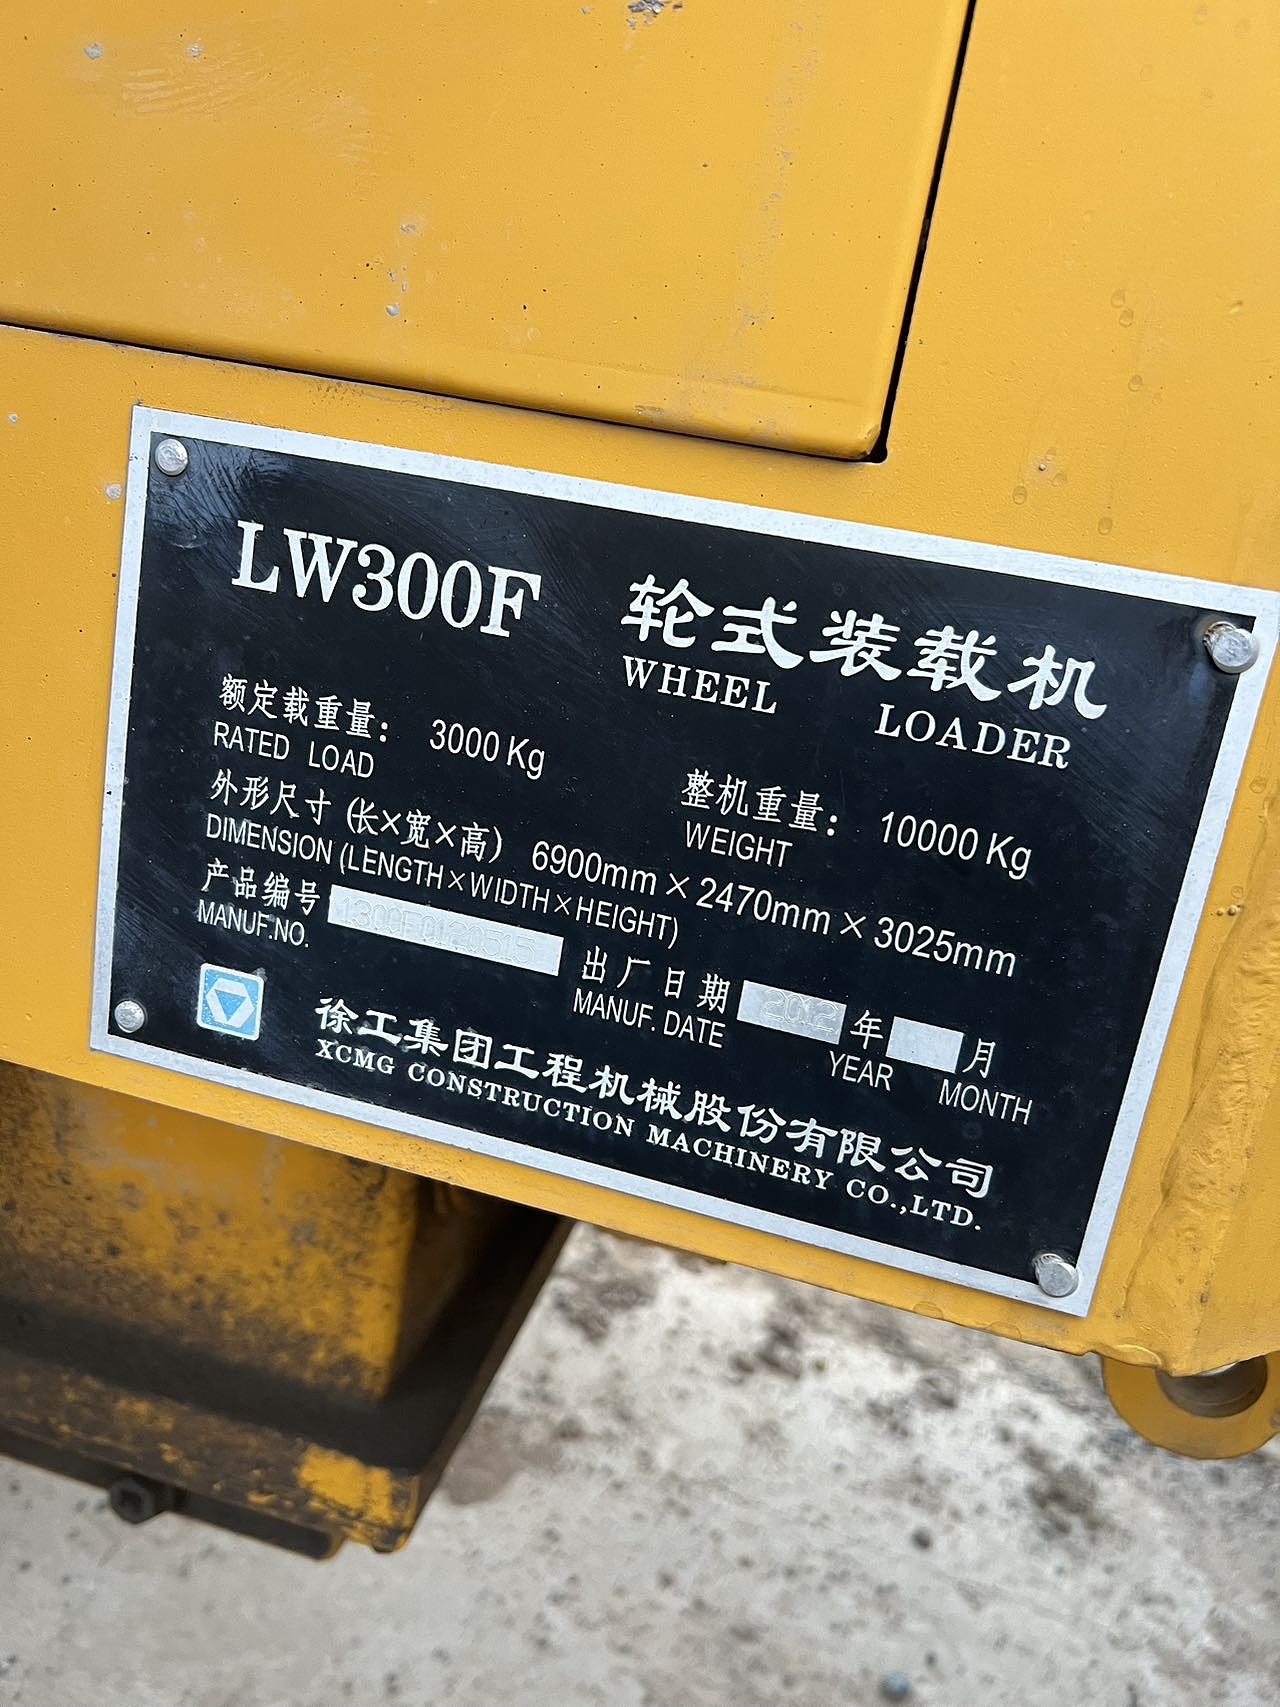 LW300F 轮式装载机
WHEEL LOADER
额定载重量： 3000 Kg 整机重量： 10000 Kg
RATED LOAD WEIGHT
外形尺寸 (长×宽×高) 6900mm × 2470mm × 3025mm
DIMENSION (LENGTH×WIDTH×HEIGHT)
产品编号 1300F0120515 出厂日期 2012 年 月
MANUF.NO. MANUF. DATE YEAR MONTH
徐工集团工程机械股份有限公司
XCMG CONSTRUCTION MACHINERY CO.,LTD.